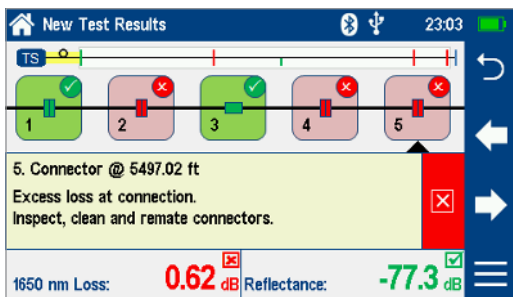 New Test Results 23:03
TS
1 2 3 4 5
5. Connector @ 5497.02 ft
Excess loss at connection.
Inspect, clean and remate connectors.
1650 nm Loss: 0.62 dB Reflectance: -77.3 dB